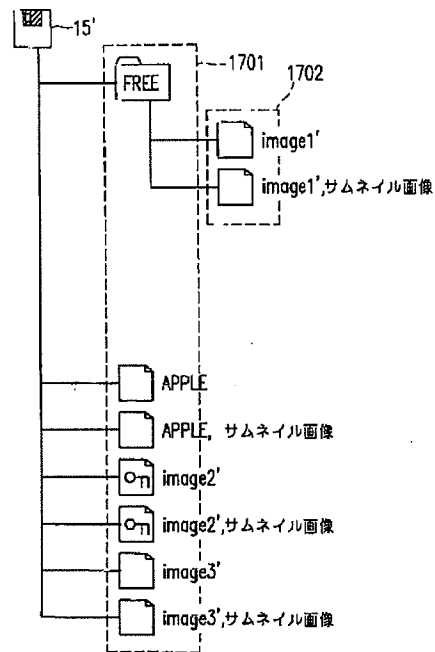 15'
1701
1702
FREE
image1'
image1',サムネイル画像
APPLE
APPLE, サムネイル画像
image2'
image2',サムネイル画像
image3'
image3',サムネイル画像